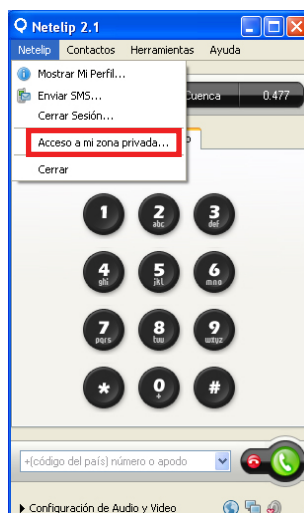 Netelip 2.1
Netelip Contactos Herramientas Ayuda
Mostrar Mi Perfil...
Enviar SMS...
Cuenca 0.477
Cerrar Sesión...
Acceso a mi zona privada...
Cerrar
1 2 abc 3 def
4 ghi 5 jkl 6 mno
7 pqrs 8 tuv 9 wxyz
* 0 + #
+(código del país) número o apodo
Configuración de Audio y Video